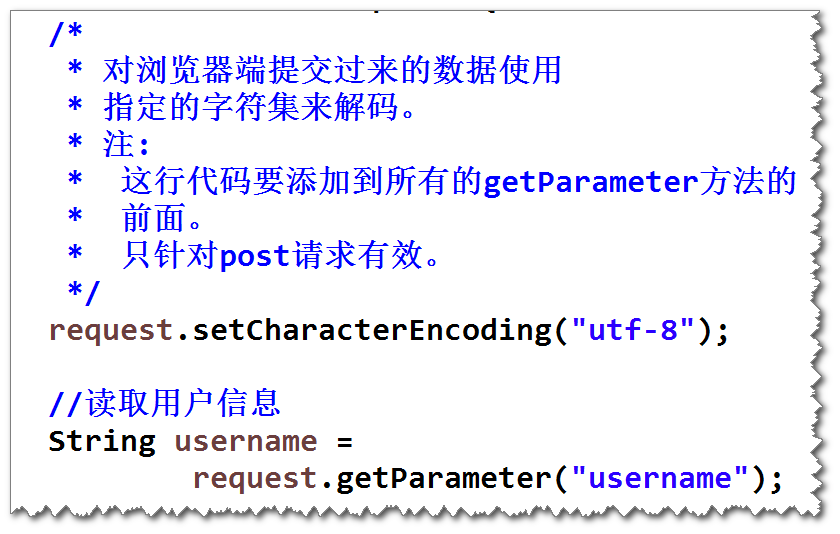 /*
 * 对浏览器端提交过来的数据使用
 * 指定的字符集来解码。
 * 注:
 *  这行代码要添加到所有的getParameter方法的
 *  前面。
 *  只针对post请求有效。
 */
request.setCharacterEncoding("utf-8");
//读取用户信息
String username =
        request.getParameter("username");